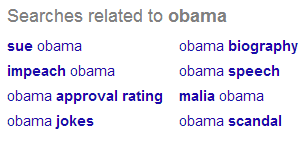 Searches related to obama
sue obama
impeach obama
obama approval rating
obama jokes
obama biography
obama speech
malia obama
obama scandal